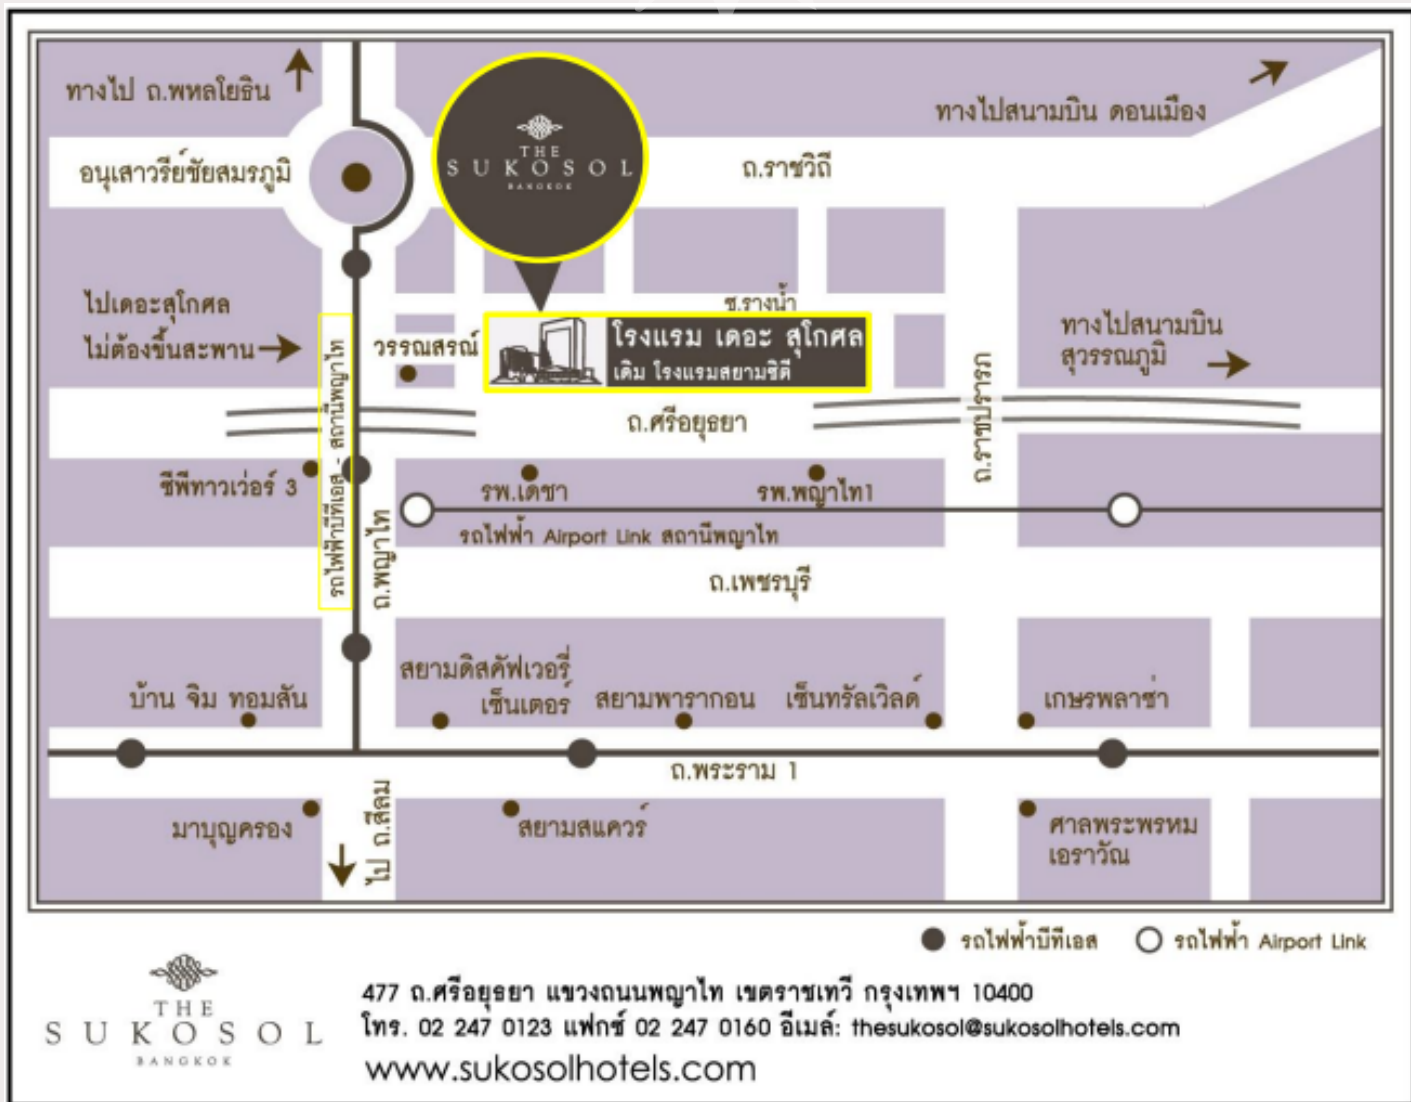 ทางไป ถ.พหลโยธิน
ทางไปสนามบิน ดอนเมือง
อนุเสาวรีย์ชัยสมรภูมิ
THE
SUKOSOL
BANGKOK
ถ.ราชวิถี
ไปเดอะสุโกศล
ไม่ต้องขึ้นสะพาน
ซ.รางน้ำ
วรรณสรณ์
โรงแรม เดอะ สุโกศล
เดิม โรงแรมสยามซิตี
ทางไปสนามบิน
สุวรรณภูมิ
รถไฟฟ้าบีทีเอส - สถานีพญาไท
ถ.ศรีอยุธยา
ถ.ราชปรารภ
ซีพีทาวเว่อร์ 3
รพ.เดชา
รพ.พญาไท1
รถไฟฟ้า Airport Link สถานีพญาไท
ถ.พญาไท
ถ.เพชรบุรี
บ้าน จิม ทอมสัน
สยามดิสคัฟเวอรี่
เซ็นเตอร์
สยามพารากอน
เซ็นทรัลเวิลด์
เกษรพลาซ่า
ถ.พระราม 1
มาบุญครอง
ไป ถ.สีลม
สยามสแควร์
ศาลพระพรหม
เอราวัณ
รถไฟฟ้าบีทีเอส
รถไฟฟ้า Airport Link
THE
SUKOSOL
BANGKOK
477 ถ.ศรีอยุธยา แขวงถนนพญาไท เขตราชเทวี กรุงเทพฯ 10400
โทร. 02 247 0123 แฟกซ์ 02 247 0160 อีเมล์: thesukosol@sukosolhotels.com
www.sukosolhotels.com